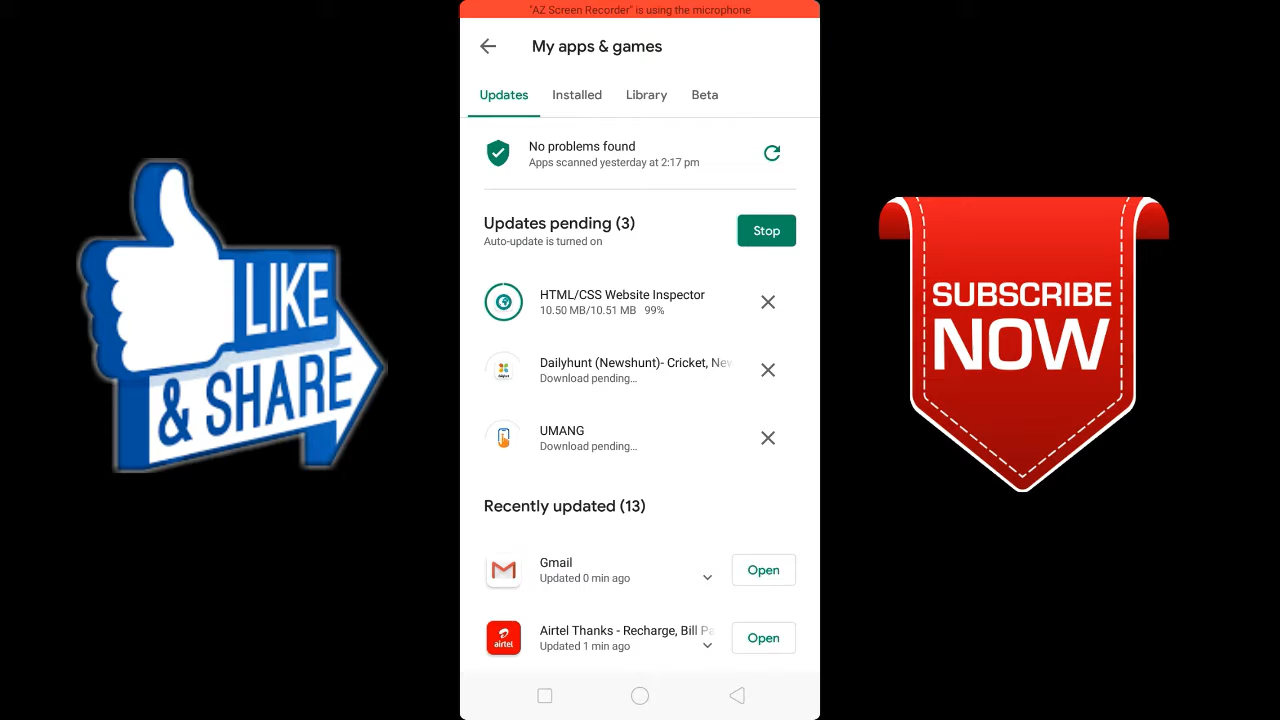 "AZ Screen Recorder" is using the microphone
My apps & games
Updates Installed Library Beta
No problems found
Apps scanned yesterday at 2:17 pm
Updates pending (3)
Auto-update is turned on
Stop
HTML/CSS Website Inspector
10.50 MB/10.51 MB 99%
Dailyhunt (Newshunt)- Cricket, New
Download pending...
UMANG
Download pending...
Recently updated (13)
Gmail
Updated 0 min ago
Open
airtel
Airtel Thanks - Recharge, Bill Pa
Updated 1 min ago
Open
LIKE
& SHARE
SUBSCRIBE
NOW